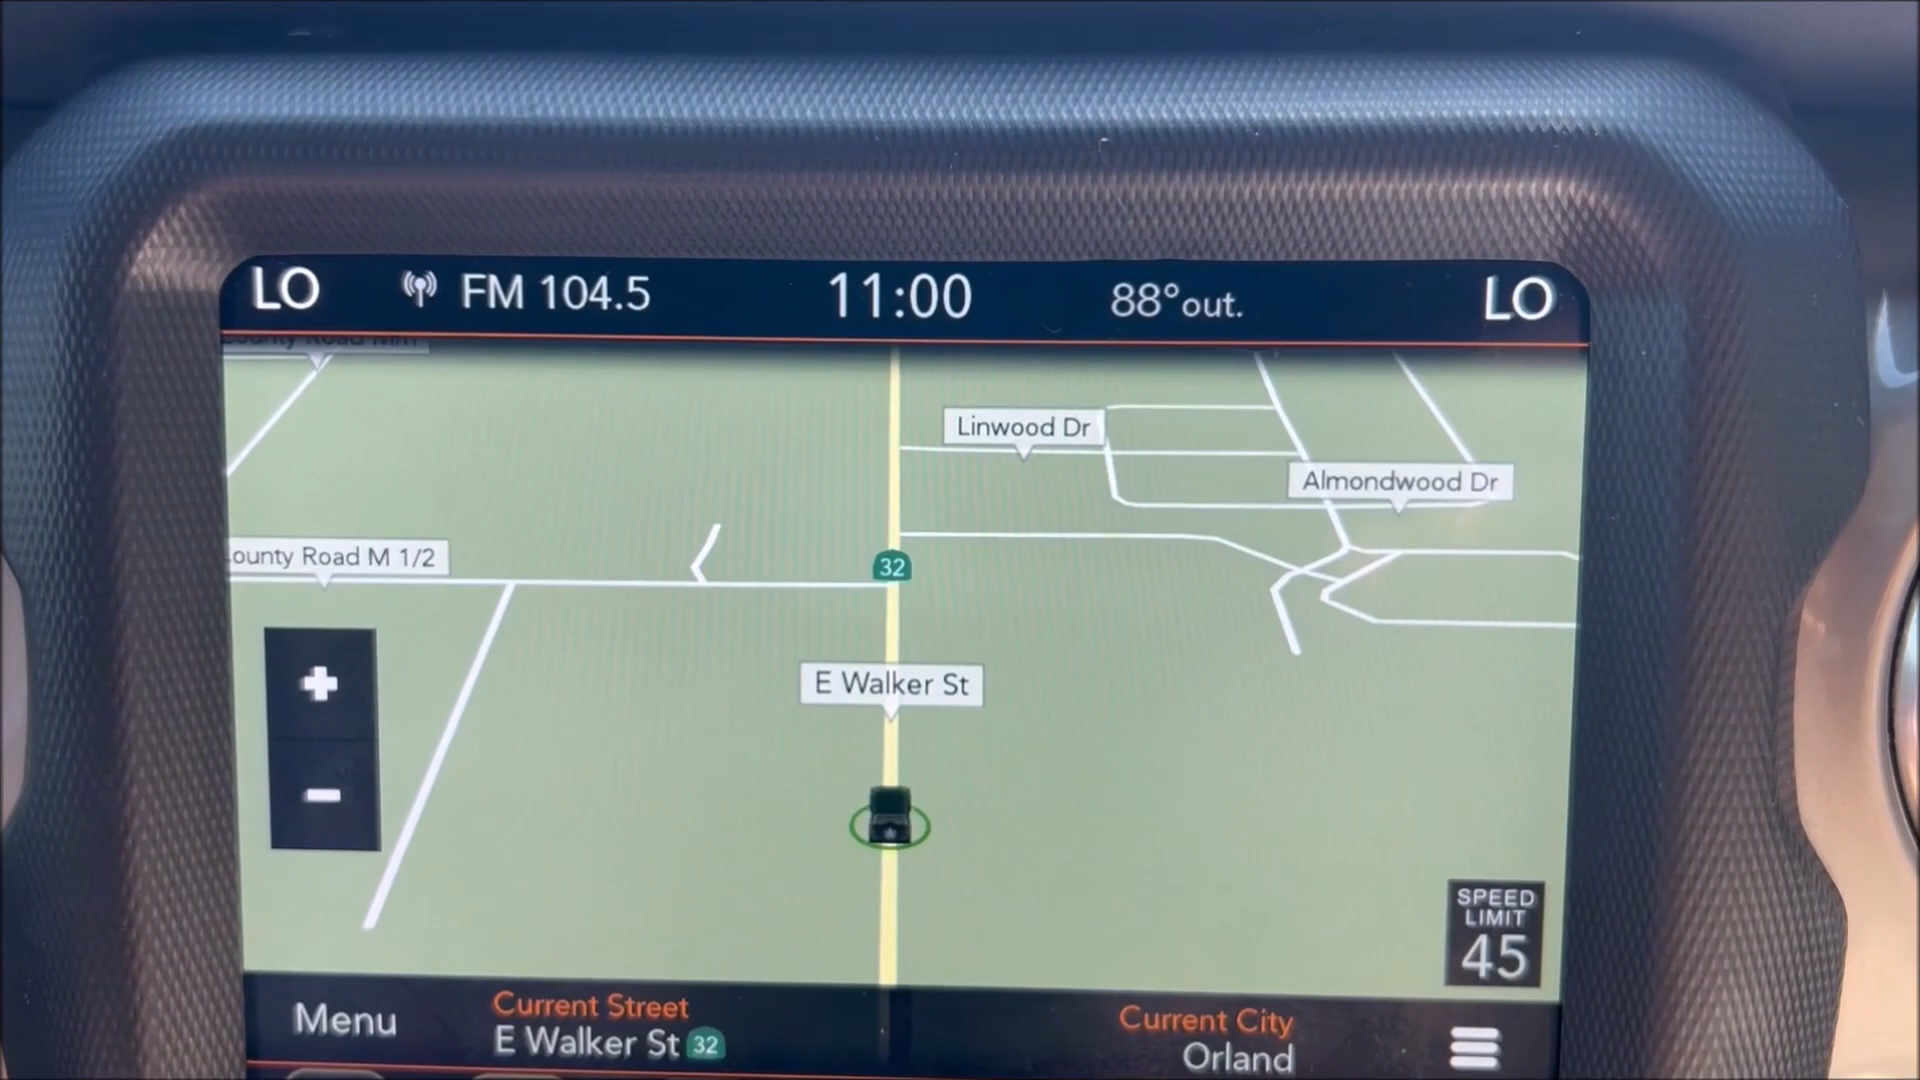 LO FM 104.5 11:00 88°out. LO
Linwood Dr
Almondwood Dr
ounty Road M 1/2
32
E Walker St
SPEED
LIMIT
45
Menu
Current Street
E Walker St 32
Current City
Orland